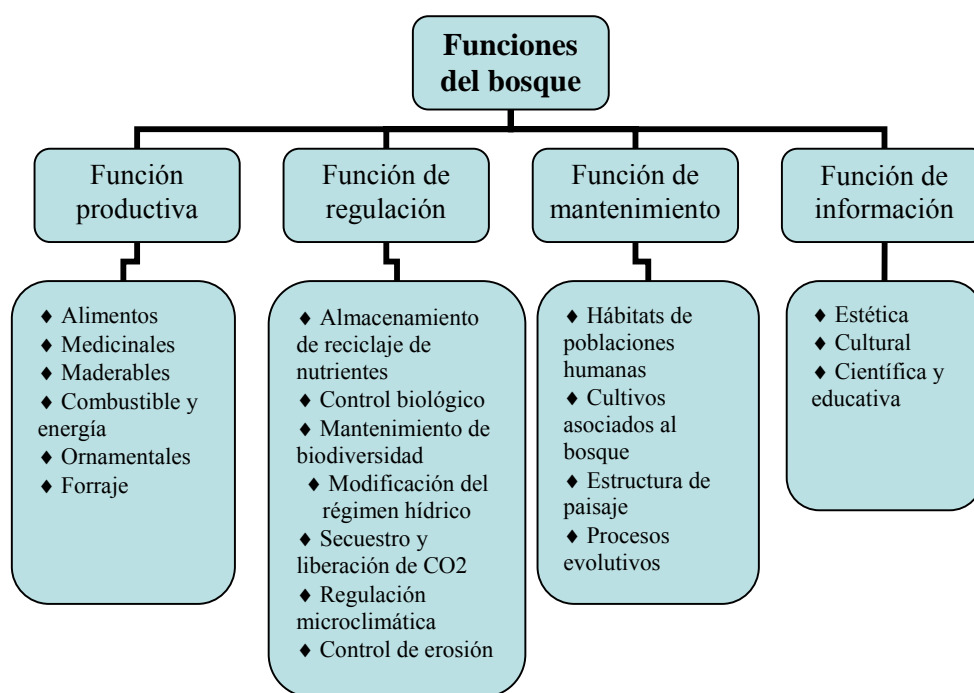 Funciones
del bosque
Función
productiva
Función de
regulación
Función de
mantenimiento
Función de
información
♦ Alimentos
♦ Medicinales
♦ Maderables
♦ Combustible y
energía
♦ Ornamentales
♦ Forraje
♦ Almacenamiento
de reciclaje de
nutrientes
♦ Control biológico
♦ Mantenimiento de
biodiversidad
♦ Modificación del
régimen hídrico
♦ Secuestro y
liberación de CO2
♦ Regulación
microclimática
♦ Control de erosión
♦ Hábitats de
poblaciones
humanas
♦ Cultivos
asociados al
bosque
♦ Estructura de
paisaje
♦ Procesos
evolutivos
♦ Estética
♦ Cultural
♦ Científica y
educativa